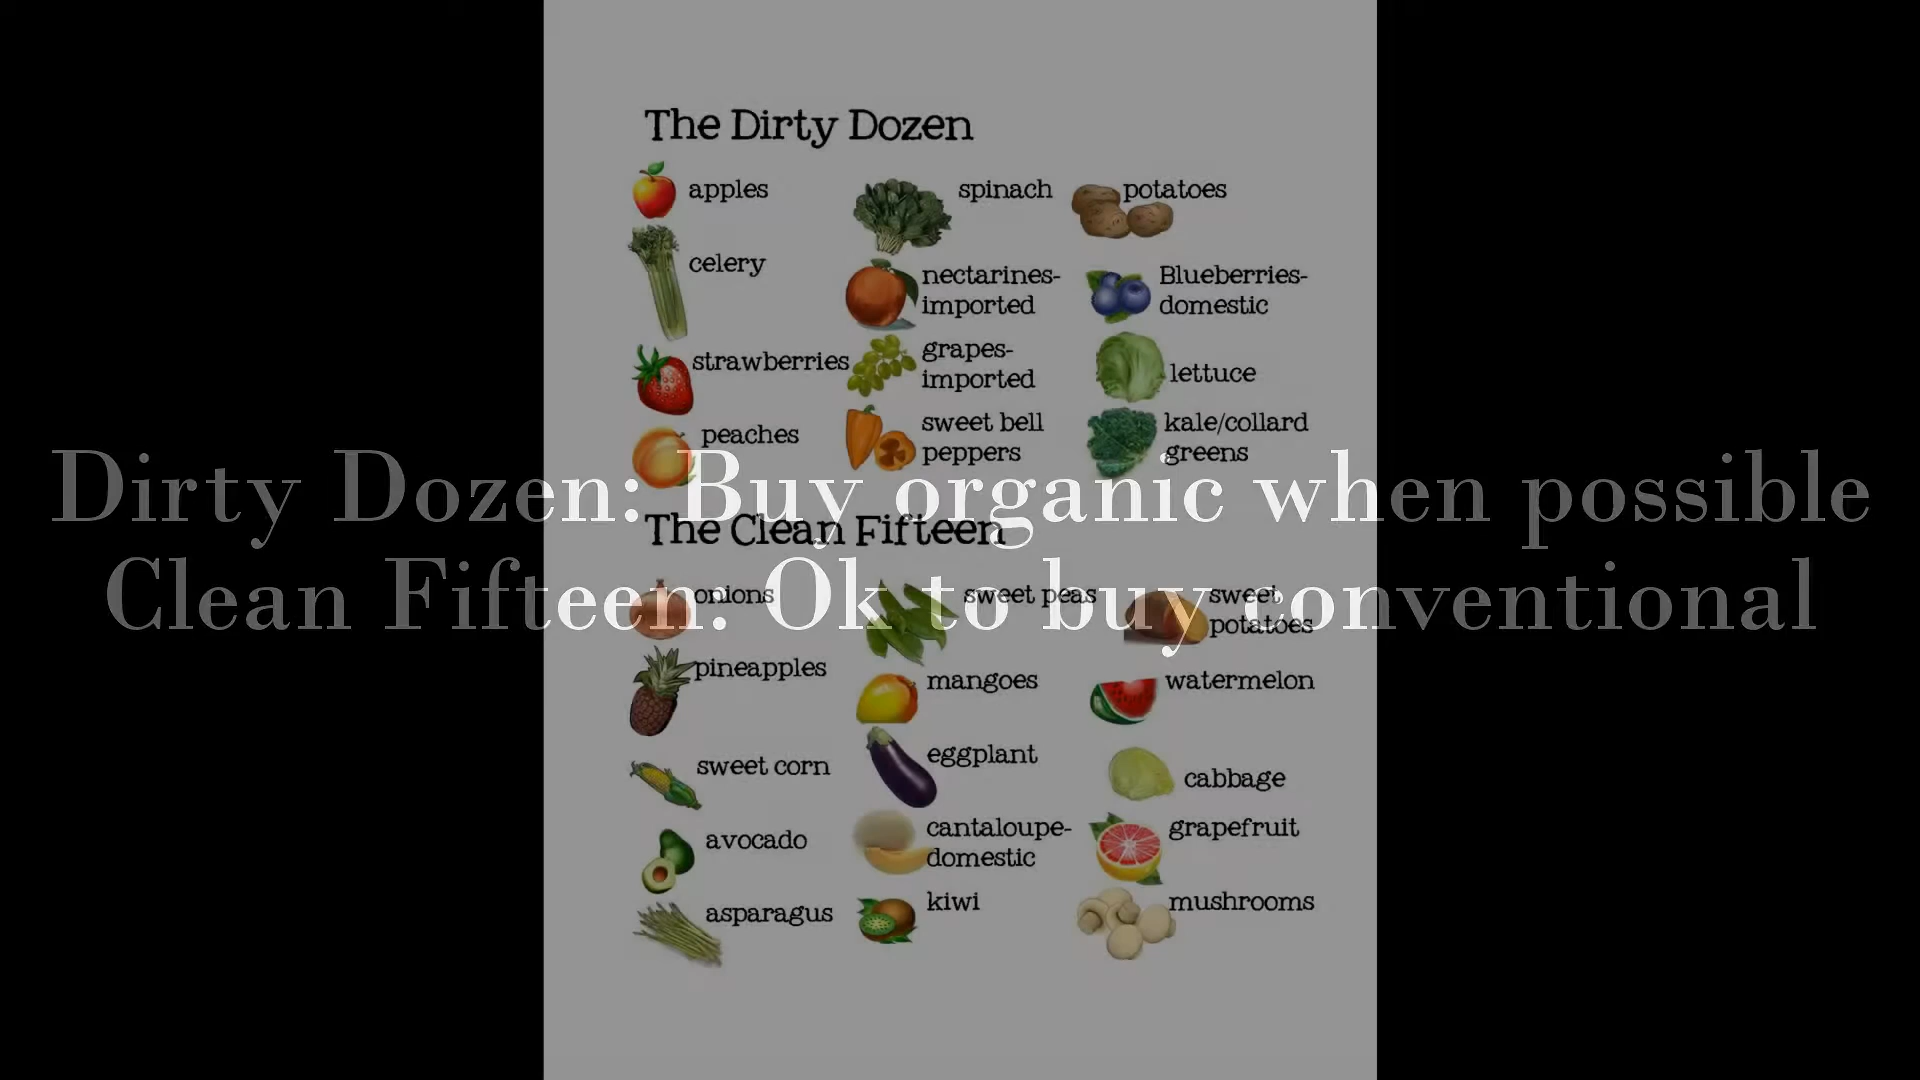 The Dirty Dozen
apples
spinach
potatoes
celery
nectarines-
imported
Blueberries-
domestic
strawberries
grapes-
imported
lettuce
peaches
sweet bell
peppers
kale/collard
greens
Dirty Dozen: Buy organic when possible
The Clean Fifteen
Clean Fifteen: Ok to buy conventional
onions
sweet peas
sweet
potatoes
pineapples
mangoes
watermelon
sweet corn
eggplant
cabbage
avocado
cantaloupe-
domestic
grapefruit
asparagus
kiwi
mushrooms